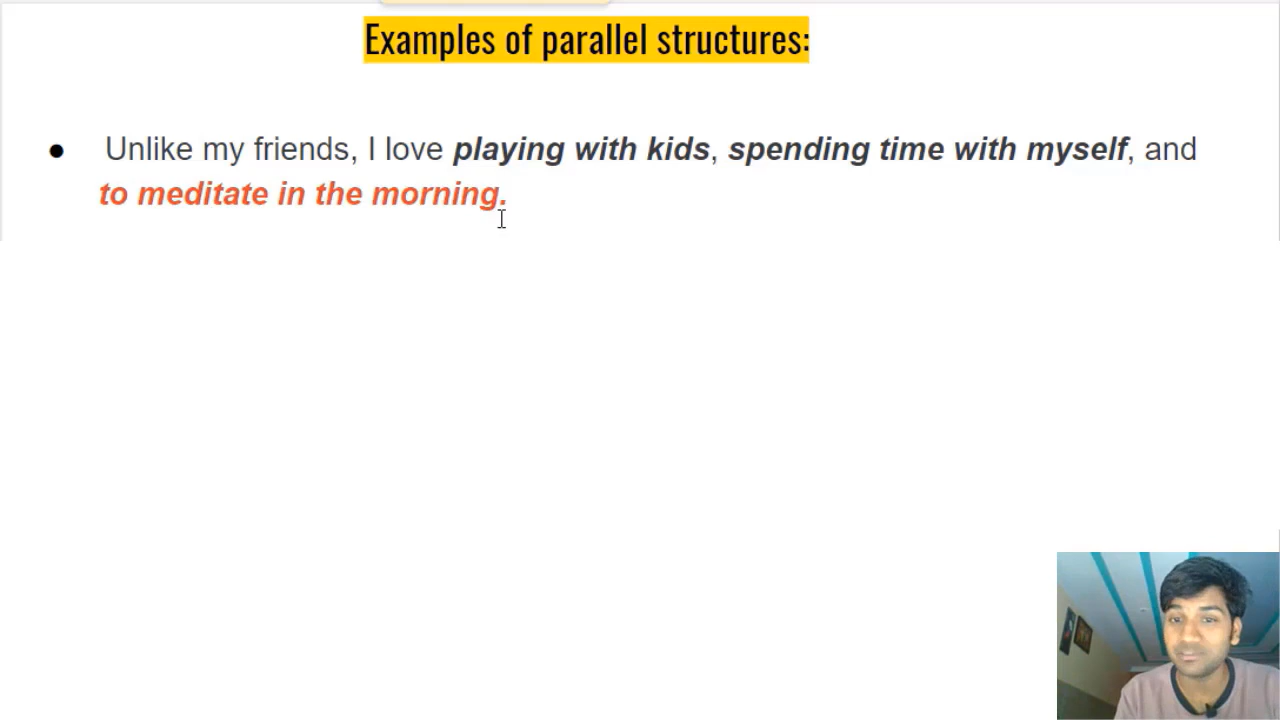 Examples of parallel structures:
● Unlike my friends, I love playing with kids, spending time with myself, and
to meditate in the morning.